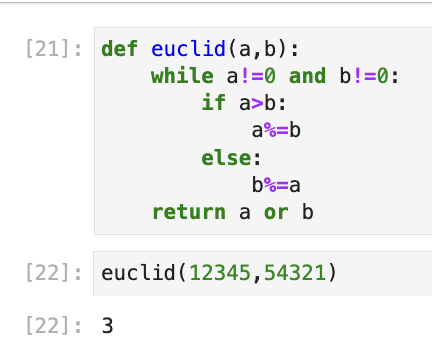 [21]: def euclid(a,b):
    while a!=0 and b!=0:
        if a>b:
            a%=b
        else:
            b%=a
    return a or b
[22]: euclid(12345,54321)
[22]: 3